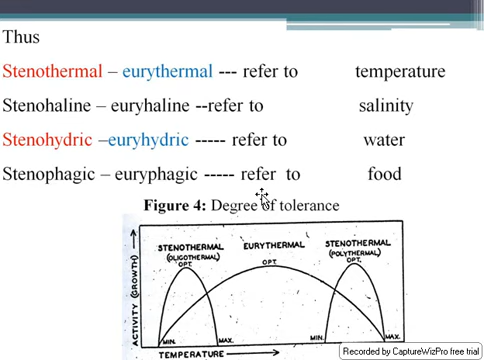 Thus
Stenothermal – eurythermal --- refer to temperature
Stenohaline – euryhaline --refer to salinity
Stenohydric –euryhydric ----- refer to water
Stenophagic – euryphagic ----- refer to food
Figure 4: Degree of tolerance
STENOTHERMAL EURYTHERMAL STENOTHERMAL
(OLIGOTHERMAL) (POLYTHERMAL)
OPT. OPT. OPT.
ACTIVITY (GROWTH)
MIN. MAX. MIN. MAX.
TEMPERATURE
Recorded by CaptureWizPro free trial